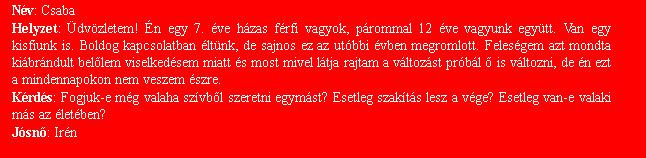 Név: Csaba
Helyzet: Üdvözletem! Én egy 7. éve házas férfi vagyok, párommal 12 éve vagyunk együtt. Van egy
kisfiunk is. Boldog kapcsolatban éltünk, de sajnos ez az utóbbi évben megromlott. Feleségem azt mondta
kiábrándult belőlem viselkedésem miatt és most mivel látja rajtam a változást próbál ő is változni, de én ezt
a mindennapokon nem veszem észre.
Kérdés: Fogjuk-e még valaha szívből szeretni egymást? Esetleg szakítás lesz a vége? Esetleg van-e valaki
más az életében?
Jósnő: Irén